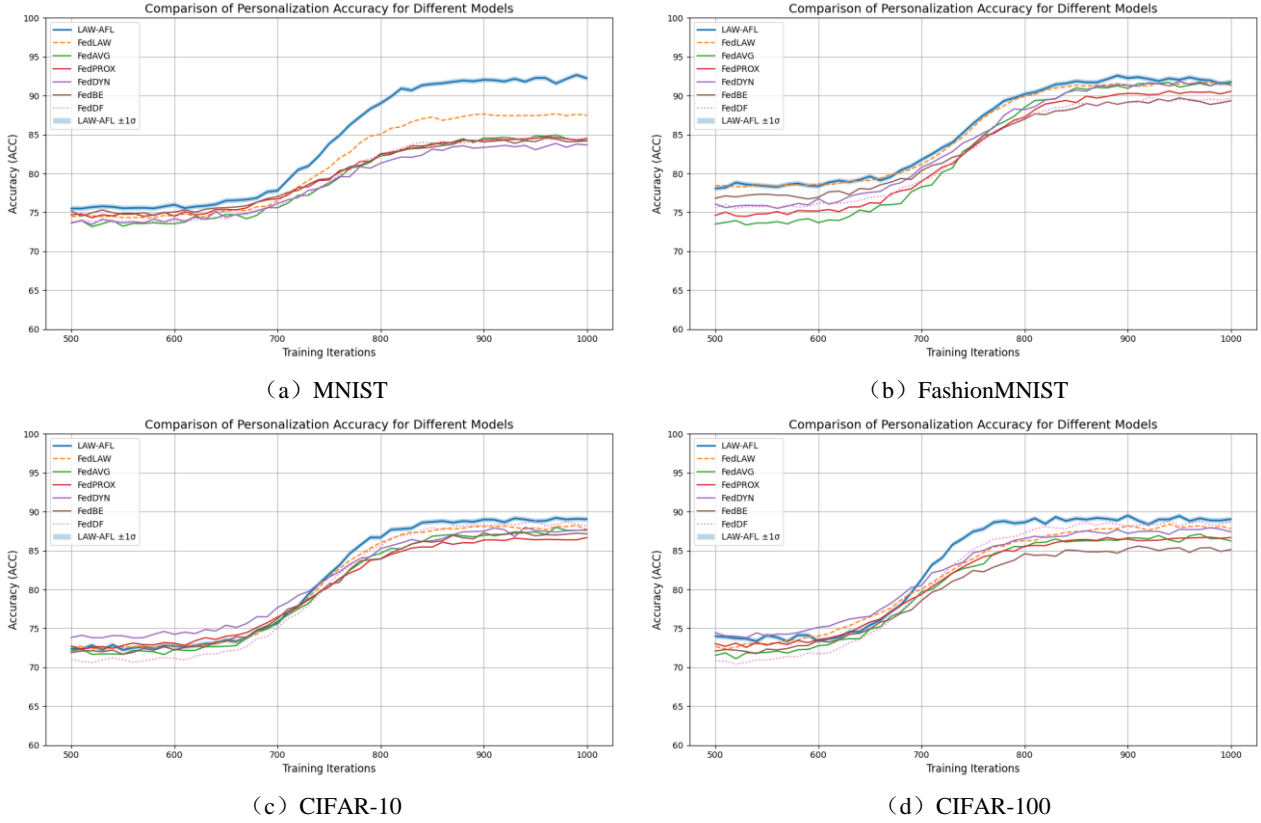 Comparison of Personalization Accuracy for Different Models
100
95
90
85
80
75
70
65
60
Accuracy (ACC)
LAW-AFL
FedLAW
FedAVG
FedPROX
FedDYN
FedBE
FedDF
LAW-AFL ±1σ
500
600
700
800
900
1000
Training Iterations
（a）MNIST
Comparison of Personalization Accuracy for Different Models
100
95
90
85
80
75
70
65
60
Accuracy (ACC)
LAW-AFL
FedLAW
FedAVG
FedPROX
FedDYN
FedBE
FedDF
LAW-AFL ±1σ
500
600
700
800
900
1000
Training Iterations
（b）FashionMNIST
Comparison of Personalization Accuracy for Different Models
100
95
90
85
80
75
70
65
60
Accuracy (ACC)
LAW-AFL
FedLAW
FedAVG
FedPROX
FedDYN
FedBE
FedDF
LAW-AFL ±1σ
500
600
700
800
900
1000
Training Iterations
（c）CIFAR-10
Comparison of Personalization Accuracy for Different Models
100
95
90
85
80
75
70
65
60
Accuracy (ACC)
LAW-AFL
FedLAW
FedAVG
FedPROX
FedDYN
FedBE
FedDF
LAW-AFL ±1σ
500
600
700
800
900
1000
Training Iterations
（d）CIFAR-100